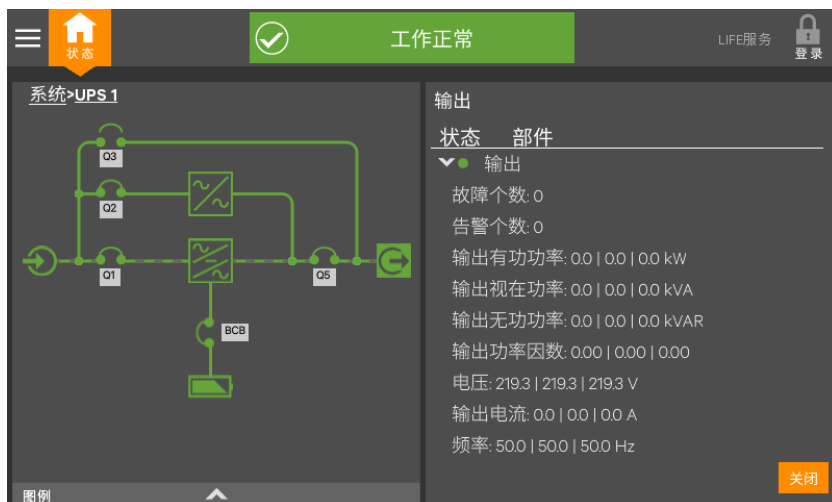 状态
工作正常
LIFE服务
登录
系统>UPS 1
Q3
Q2
Q1
Q5
BCB
图例
输出
状态 部件
输出
故障个数: 0
告警个数: 0
输出有功功率: 0.0 | 0.0 | 0.0 kW
输出视在功率: 0.0 | 0.0 | 0.0 kVA
输出无功功率: 0.0 | 0.0 | 0.0 kVAR
输出功率因数: 0.00 | 0.00 | 0.00
电压: 219.3 | 219.3 | 219.3 V
输出电流: 0.0 | 0.0 | 0.0 A
频率: 50.0 | 50.0 | 50.0 Hz
关闭